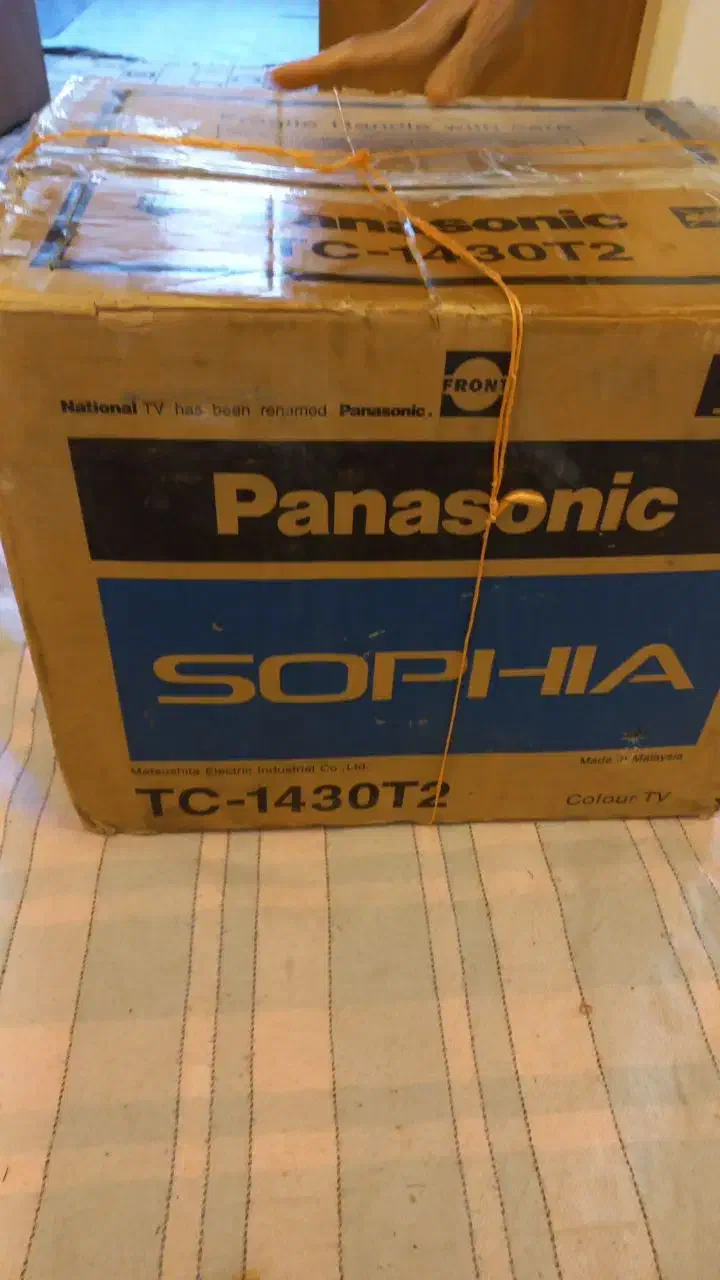 Handle with care
Panasonic
TC-1430T2
FRONT
National TV has been renamed Panasonic.
Panasonic
SOPHIA
Matsushita Electric Industrial Co., Ltd.
Made in Malaysia
TC-1430T2
Colour TV